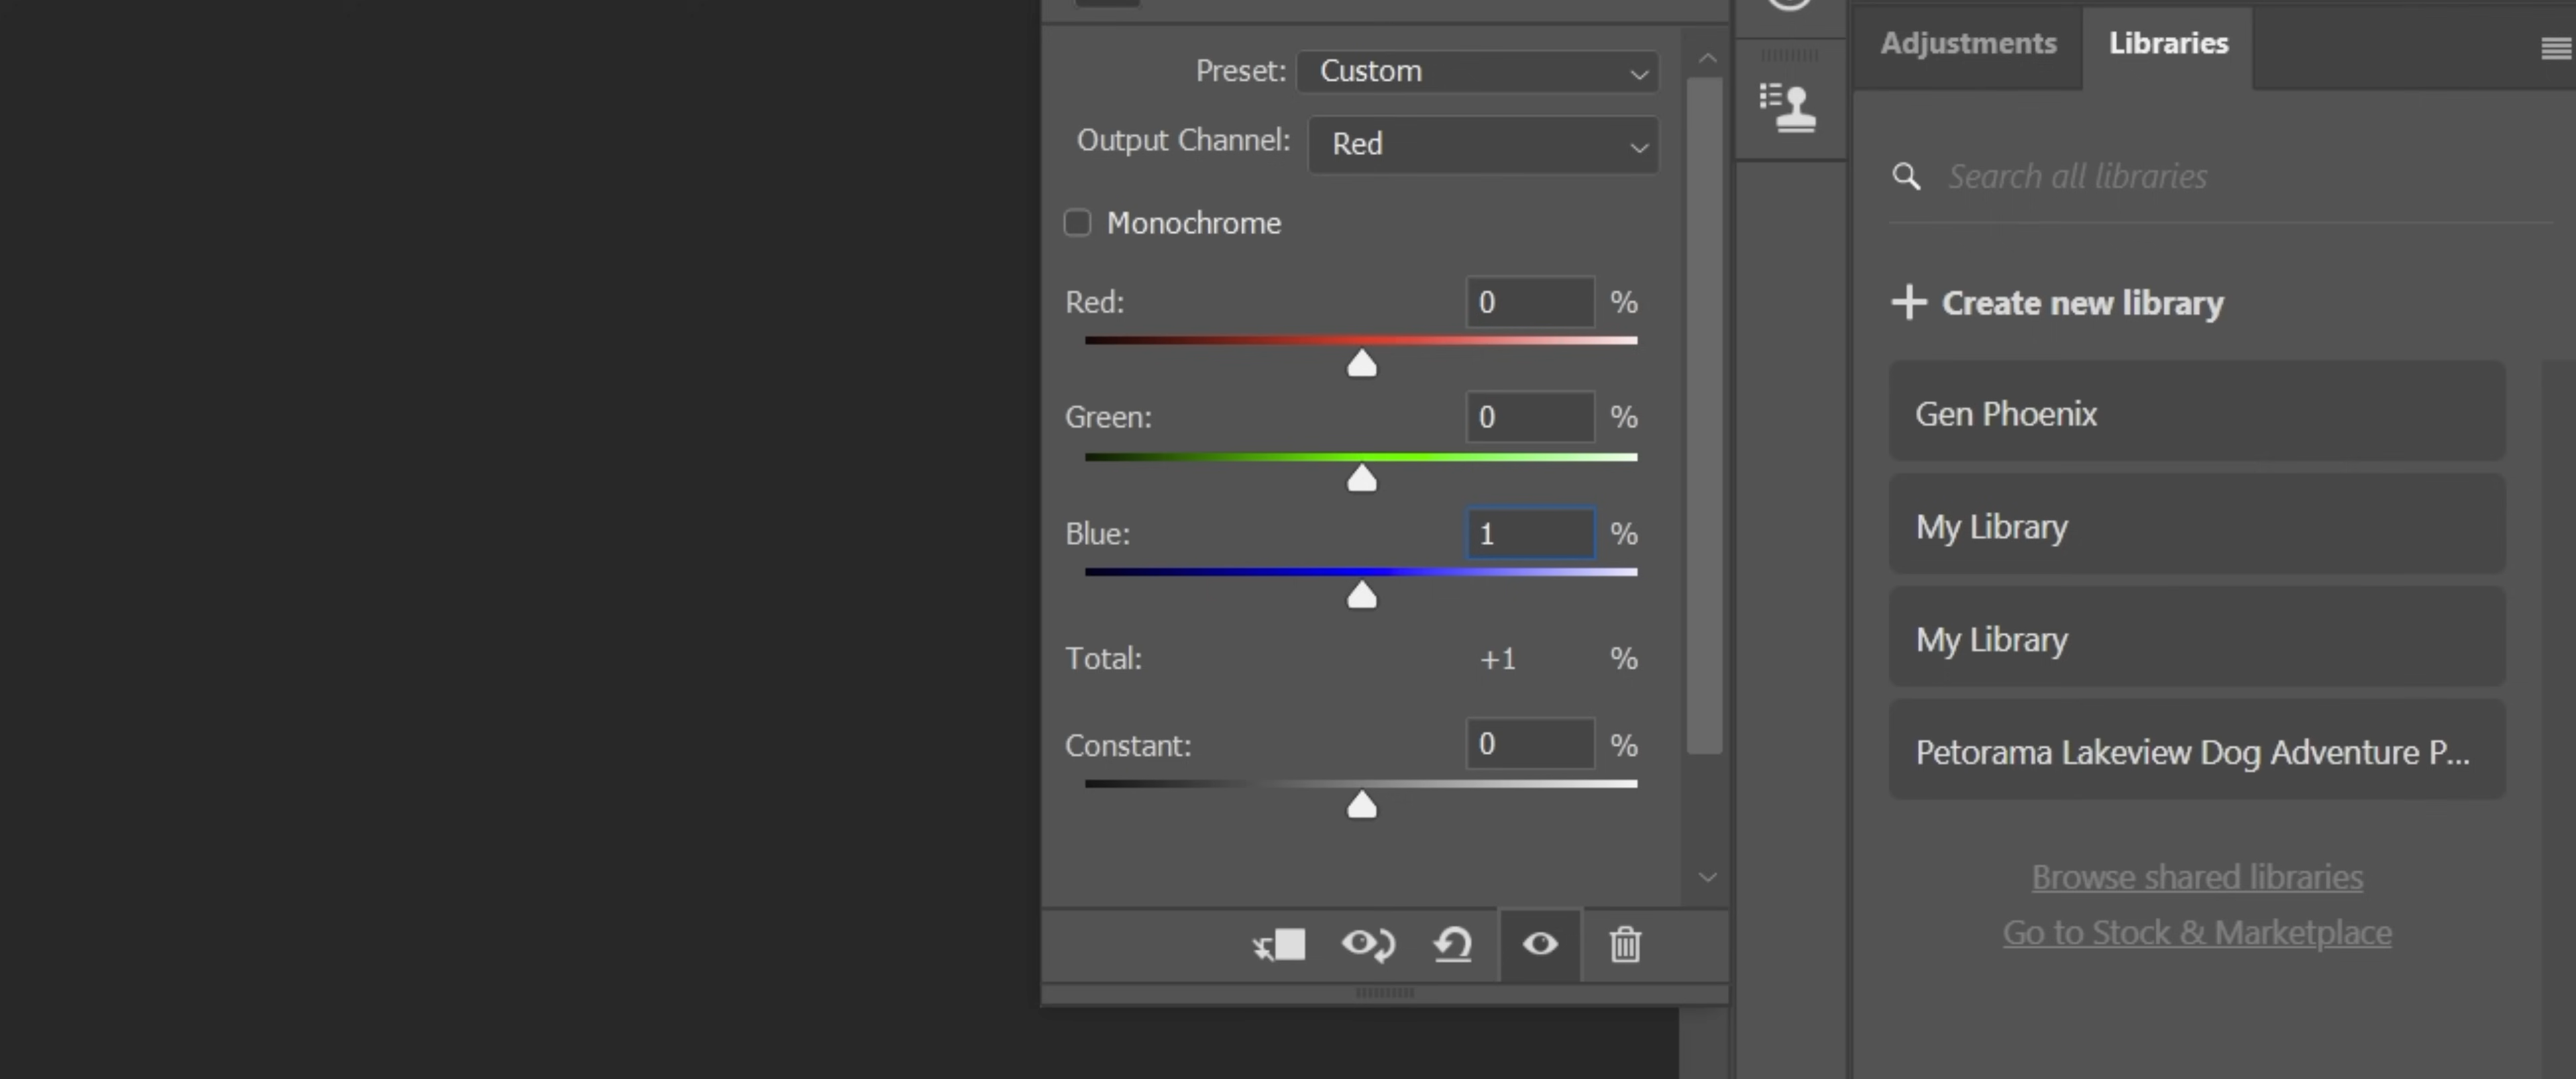 Preset: Custom
Output Channel: Red
Monochrome
Red: 0 %
Green: 0 %
Blue: 1 %
Total: +1 %
Constant: 0 %
Adjustments Libraries
Search all libraries
+ Create new library
Gen Phoenix
My Library
My Library
Petorama Lakeview Dog Adventure P...
Browse shared libraries
Go to Stock & Marketplace